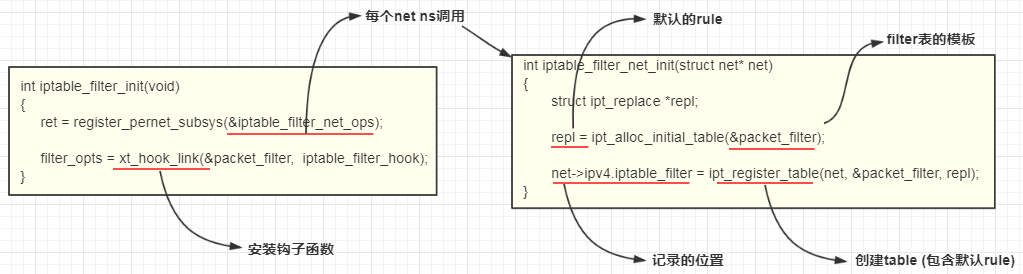 每个net ns调用
默认的rule
filter表的模板
int iptable_filter_init(void)
{
ret = register_pernet_subsys(&iptable_filter_net_ops);
filter_opts = xt_hook_link(&packet_filter, iptable_filter_hook);
}
int iptable_filter_net_init(struct net* net)
{
struct ipt_replace *repl;
repl = ipt_alloc_initial_table(&packet_filter);
net->ipv4.iptable_filter = ipt_register_table(net, &packet_filter, repl);
}
安装钩子函数
记录的位置
创建table (包含默认rule)